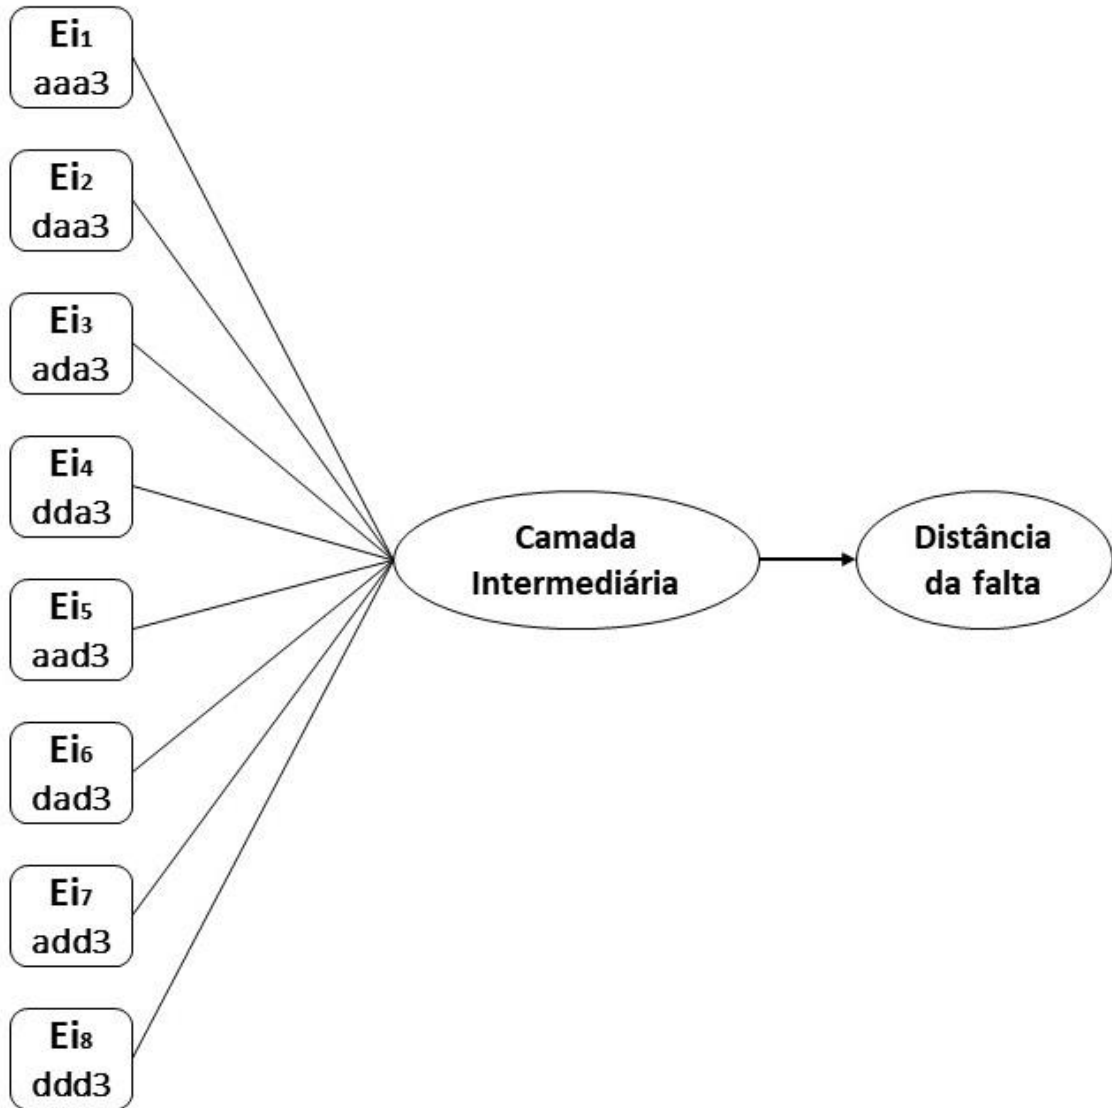 Ei₁
aaa3
Ei₂
daa3
Ei₃
ada3
Ei₄
dda3
Ei₅
aad3
Ei₆
dad3
Ei₇
add3
Ei₈
ddd3
Camada
Intermediária
Distância
da falta